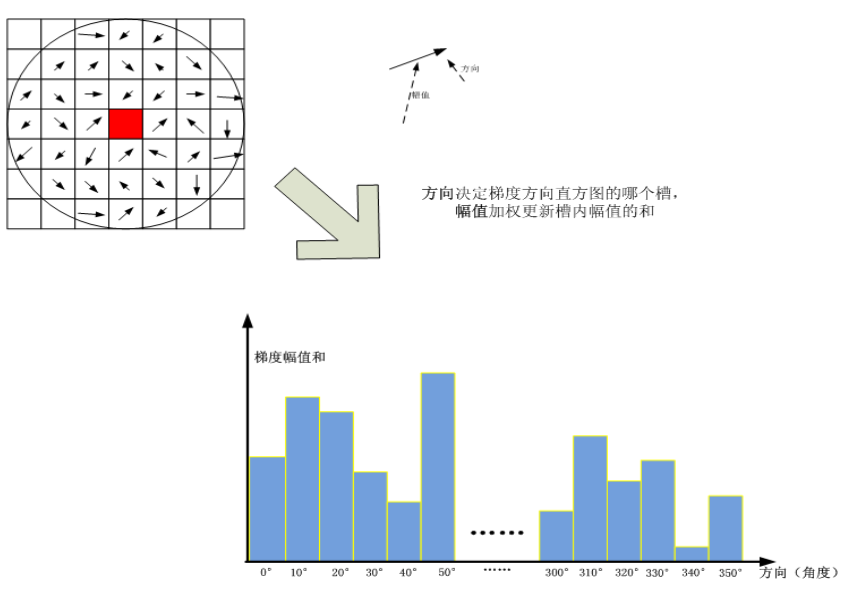 方向
幅值
方向决定梯度方向直方图的哪个槽，
幅值加权更新槽内幅值的和
梯度幅值和
0° 10° 20° 30° 40° 50° …… 300° 310° 320° 330° 340° 350° 方向（角度）